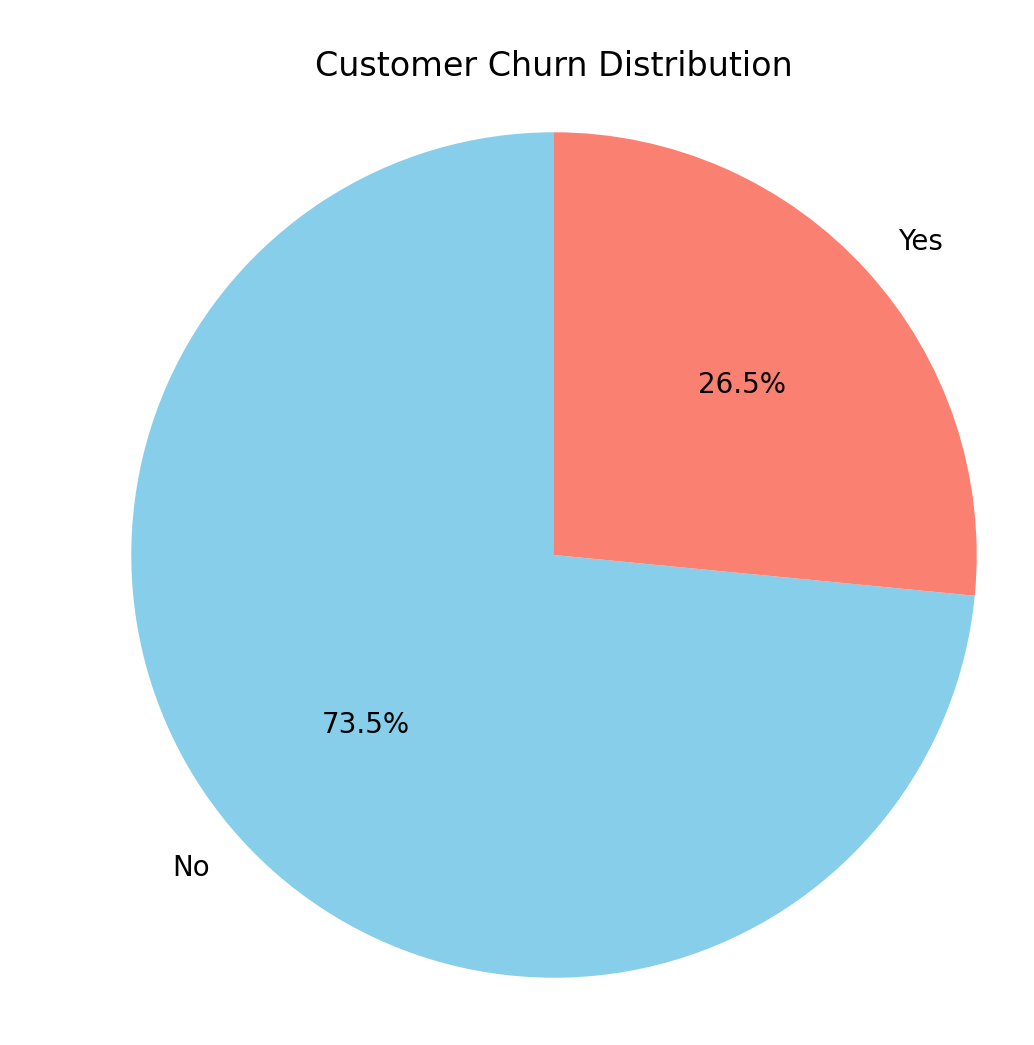 Customer Churn Distribution
Yes
26.5%
73.5%
No